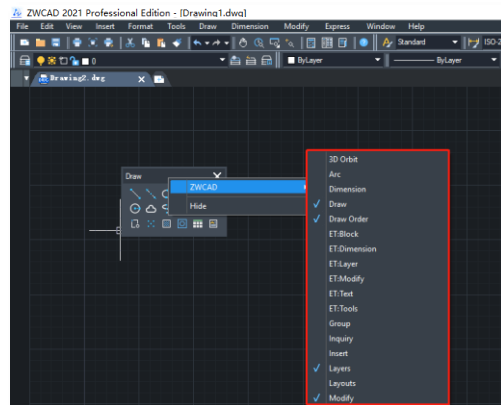 ZWCAD 2021 Professional Edition - [Drawing1.dwg]
File Edit View Insert Format Tools Draw Dimension Modify Express Window Help
Standard ISO-2
0 ByLayer ByLayer
Drawing2.dwg
Draw
ZWCAD
Hide
3D Orbit
Arc
Dimension
Draw
Draw Order
ET:Block
ET:Dimension
ET:Layer
ET:Modify
ET:Text
ET:Tools
Group
Inquiry
Insert
Layers
Layouts
Modify